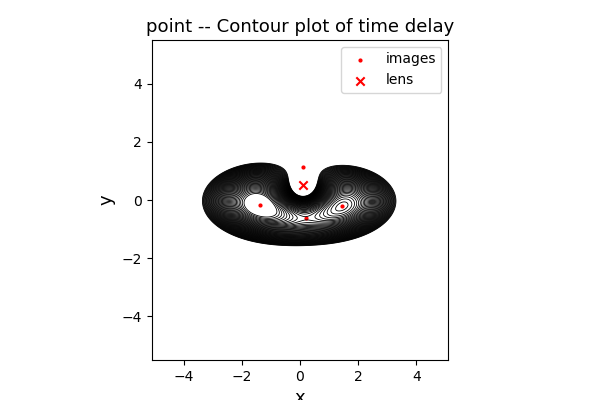 point -- Contour plot of time delay
images
lens
4
2
0
−2
−4
y
−4 −2 0 2 4
x